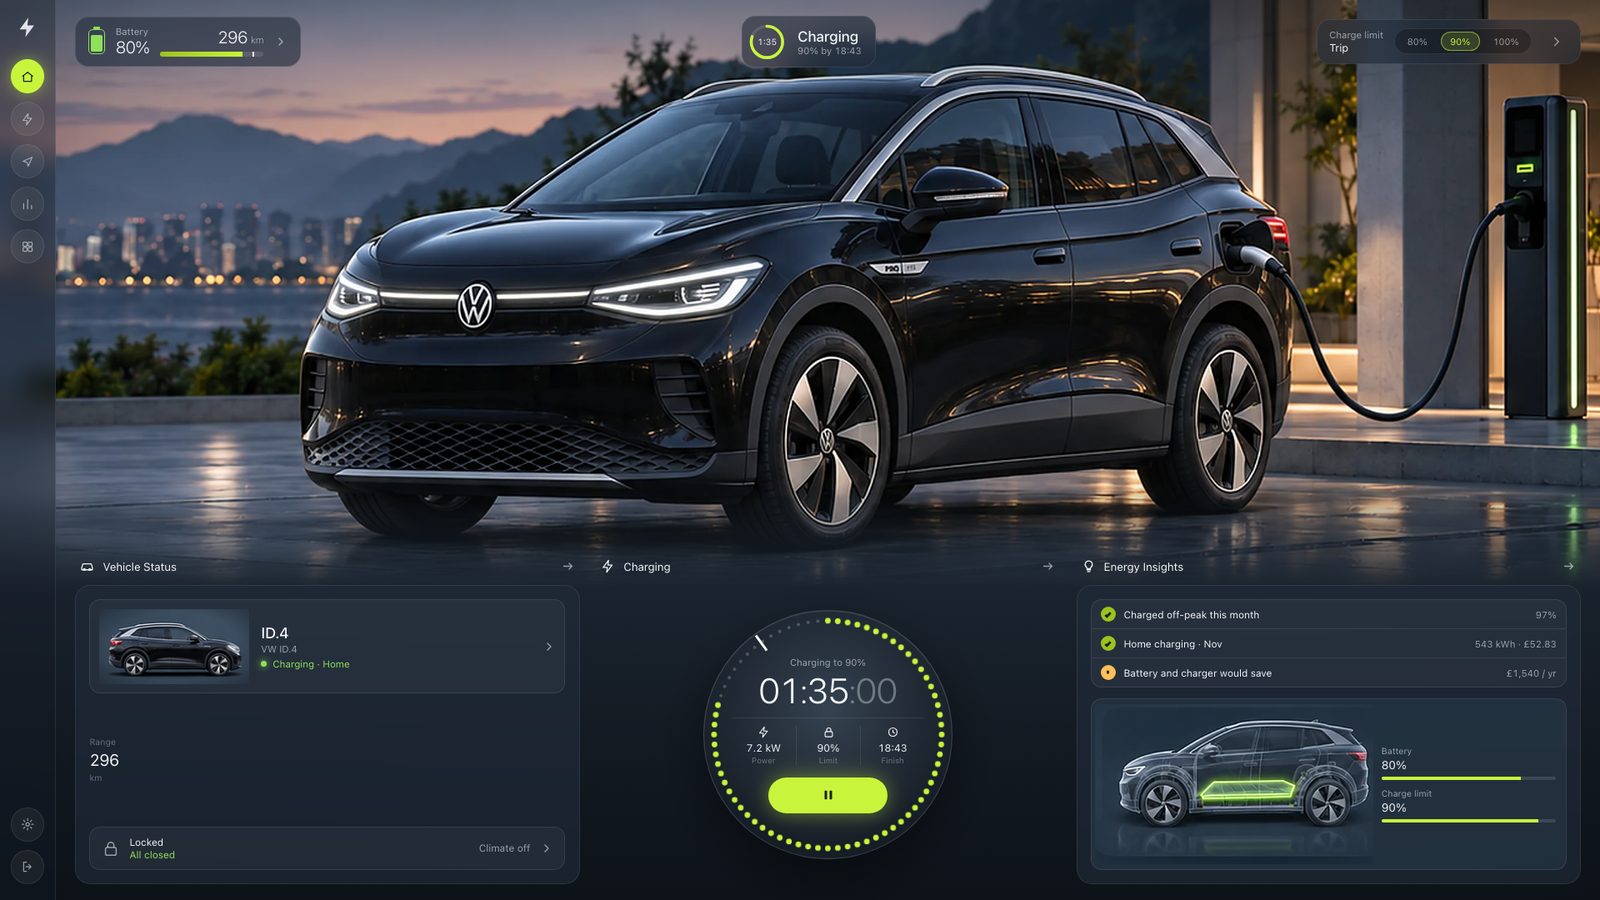 Battery
80%
296 km
1:35
Charging
90% by 18:43
Charge limit
Trip
80%
90%
100%
Vehicle Status
ID.4
VW ID.4
Charging · Home
Range
296
km
Locked
All closed
Climate off
Charging
Charging to 90%
01:35:00
7.2 kW
Power
90%
Limit
18:43
Finish
Energy Insights
Charged off-peak this month
97%
Home charging · Nov
543 kWh · £52.83
Battery and charger would save
£1,540 / yr
Battery
80%
Charge limit
90%